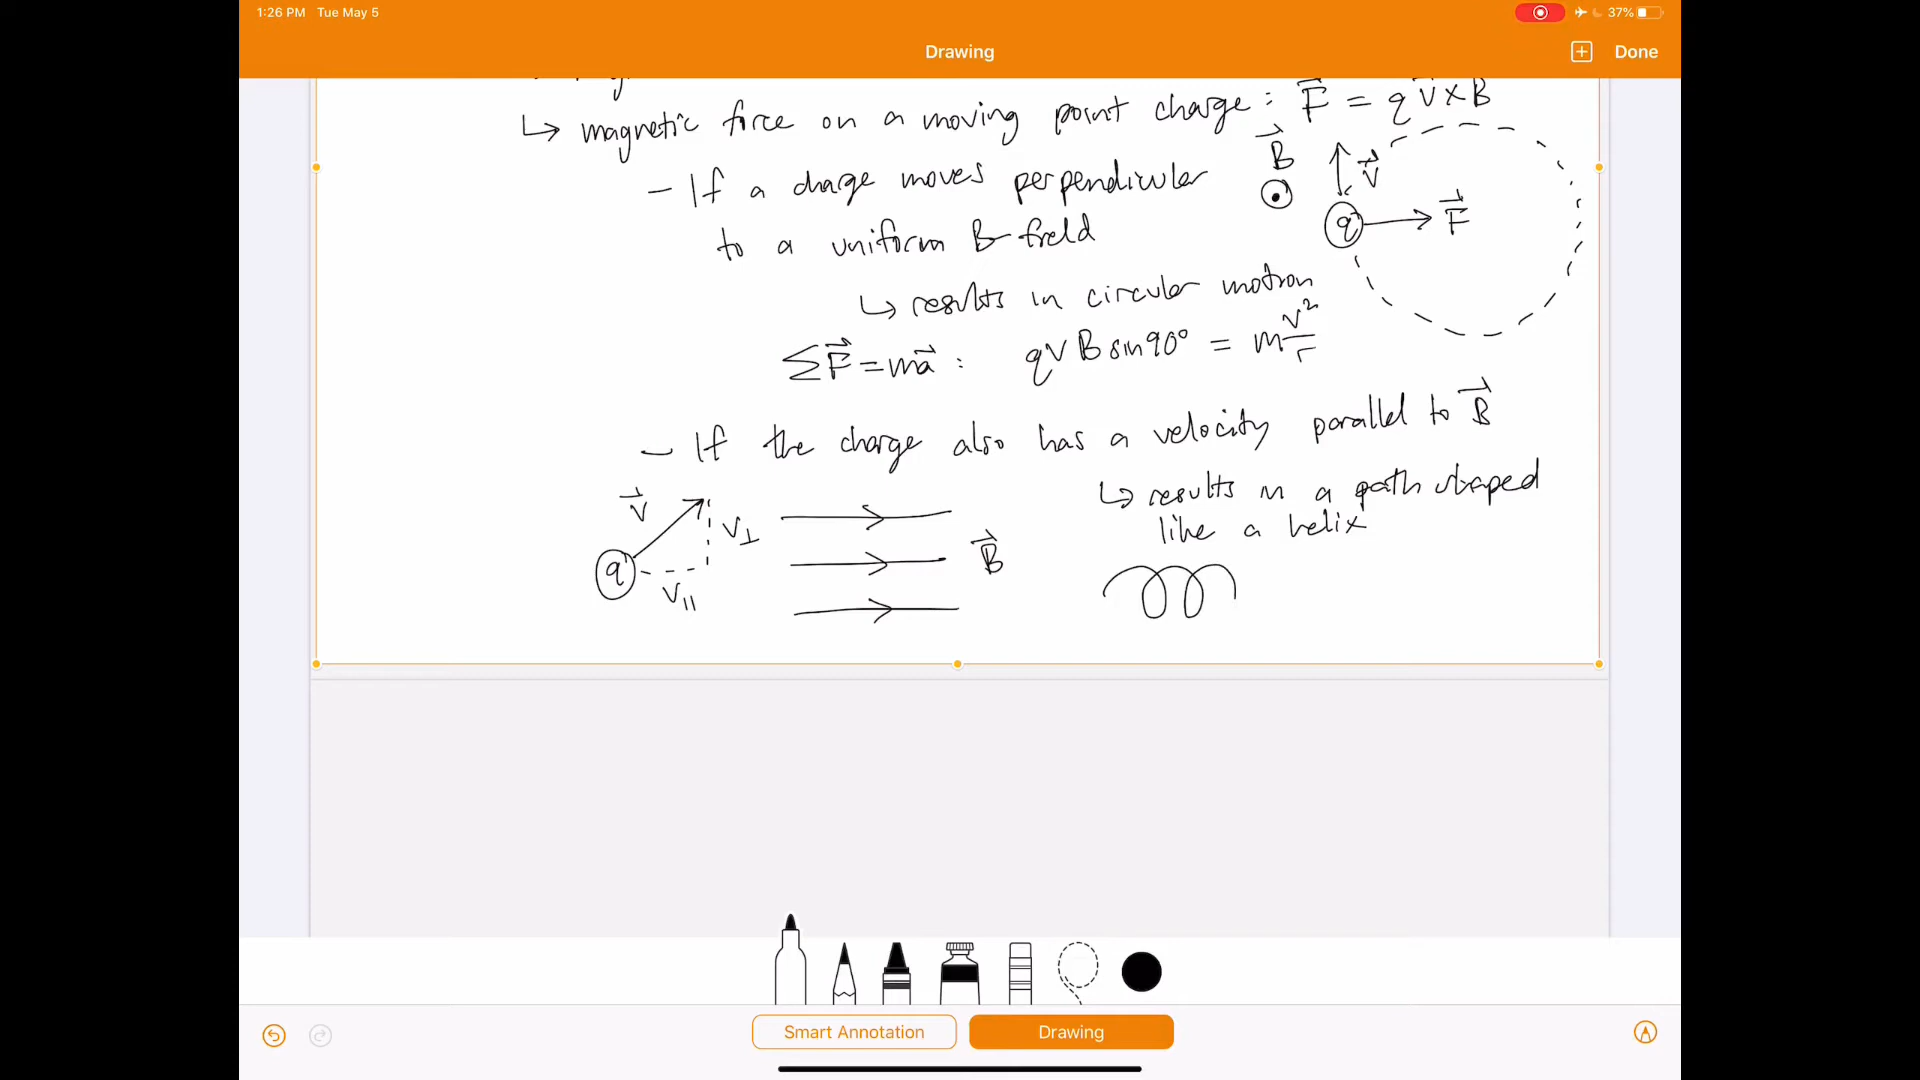 1:26 PM Tue May 5
37%
Drawing
Done
↳ magnetic force on a moving point charge : F⃗ = qv⃗ × B⃗
- If a charge moves perpendicular
to a uniform B-field
B⃗
v⃗
q
F⃗
↳ results in circular motion
∑F⃗ = ma⃗ : qvB sin 90° = m v²/r
- If the charge also has a velocity parallel to B⃗
↳ results in a path shaped
like a helix
v⃗
v⊥
q
v||
B⃗
Smart Annotation
Drawing